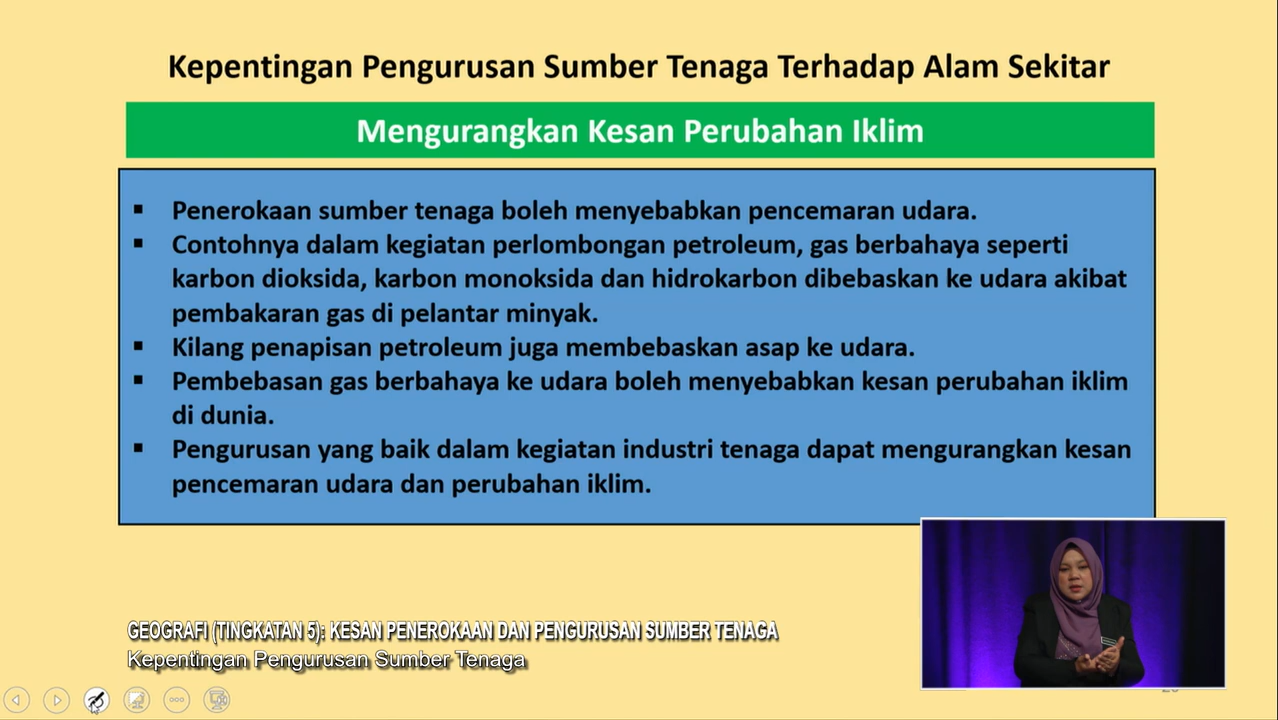 Kepentingan Pengurusan Sumber Tenaga Terhadap Alam Sekitar
Mengurangkan Kesan Perubahan Iklim
▪ Penerokaan sumber tenaga boleh menyebabkan pencemaran udara.
▪ Contohnya dalam kegiatan perlombongan petroleum, gas berbahaya seperti
karbon dioksida, karbon monoksida dan hidrokarbon dibebaskan ke udara akibat
pembakaran gas di pelantar minyak.
▪ Kilang penapisan petroleum juga membebaskan asap ke udara.
▪ Pembebasan gas berbahaya ke udara boleh menyebabkan kesan perubahan iklim
di dunia.
▪ Pengurusan yang baik dalam kegiatan industri tenaga dapat mengurangkan kesan
pencemaran udara dan perubahan iklim.
GEOGRAFI (TINGKATAN 5): KESAN PENEROKAAN DAN PENGURUSAN SUMBER TENAGA
Kepentingan Pengurusan Sumber Tenaga